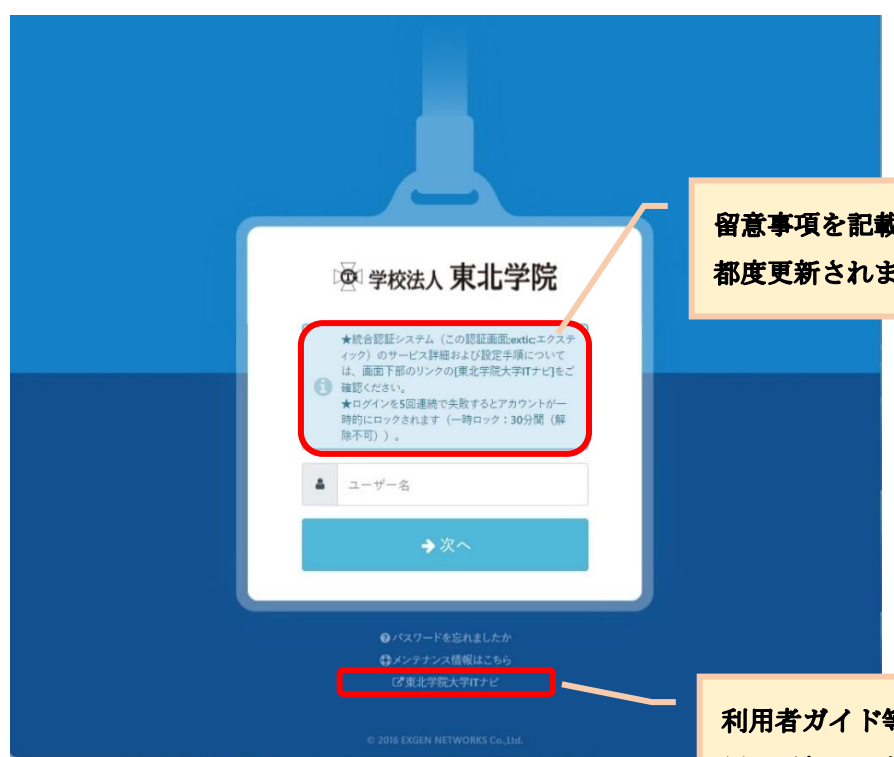 学校法人 東北学院
★統合認証システム（この認証画面:extic:エクステ
ィック）のサービス詳細および設定手順について
は、画面下部のリンクの[東北学院大学ITナビ]をご
確認ください。
★ログインを5回連続で失敗するとアカウントが一
時的にロックされます（一時ロック：30分間（解
除不可））。
ユーザー名
次へ
パスワードを忘れましたか
メンテナンス情報はこちら
東北学院大学ITナビ
© 2016 EXGEN NETWORKS Co.,Ltd.
留意事項を記載
都度更新されま
利用者ガイド等